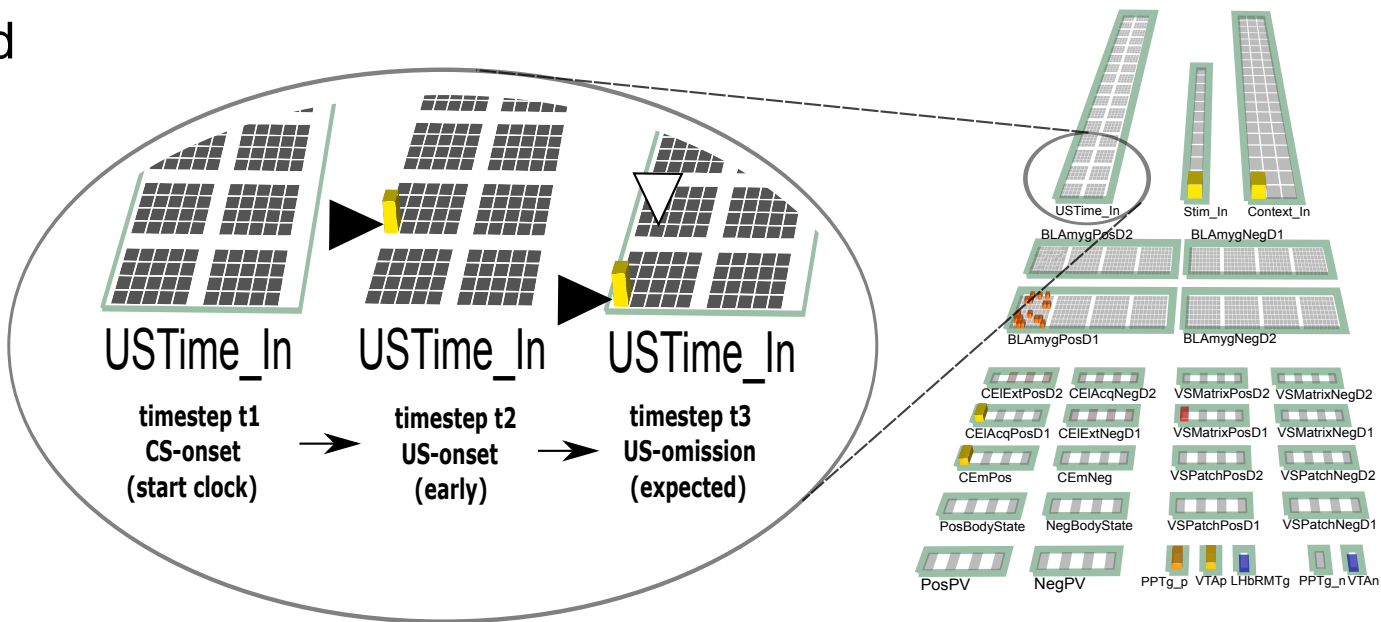 d
USTime_In
USTime_In
USTime_In
timestep t1
CS-onset
(start clock)
timestep t2
US-onset
(early)
timestep t3
US-omission
(expected)
USTime_In
Stim_In
Context_In
BLAmygPosD2
BLAmygNegD1
BLAmygPosD1
BLAmygNegD2
CElExtPosD2
CElAcqNegD2
VSMatrixPosD2
VSMatrixNegD2
CElAcqPosD1
CElExtNegD1
VSMatrixPosD1
VSMatrixNegD1
CEmPos
CEmNeg
VSPatchPosD2
VSPatchNegD2
PosBodyState
NegBodyState
VSPatchPosD1
VSPatchNegD1
PosPV
NegPV
PPTg_p
VTAp
LHbRMTg
PPTg_n
VTAn